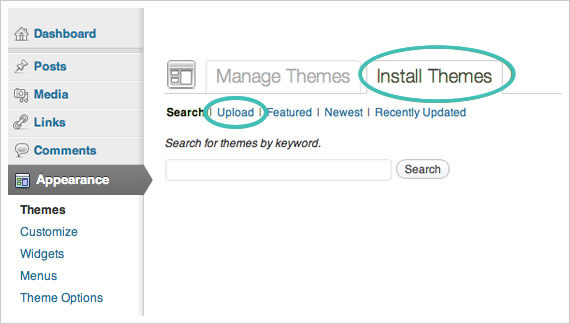 Dashboard
Posts
Media
Links
Comments
Appearance
Themes
Customize
Widgets
Menus
Theme Options
Manage Themes Install Themes
Search | Upload | Featured | Newest | Recently Updated
Search for themes by keyword.
Search